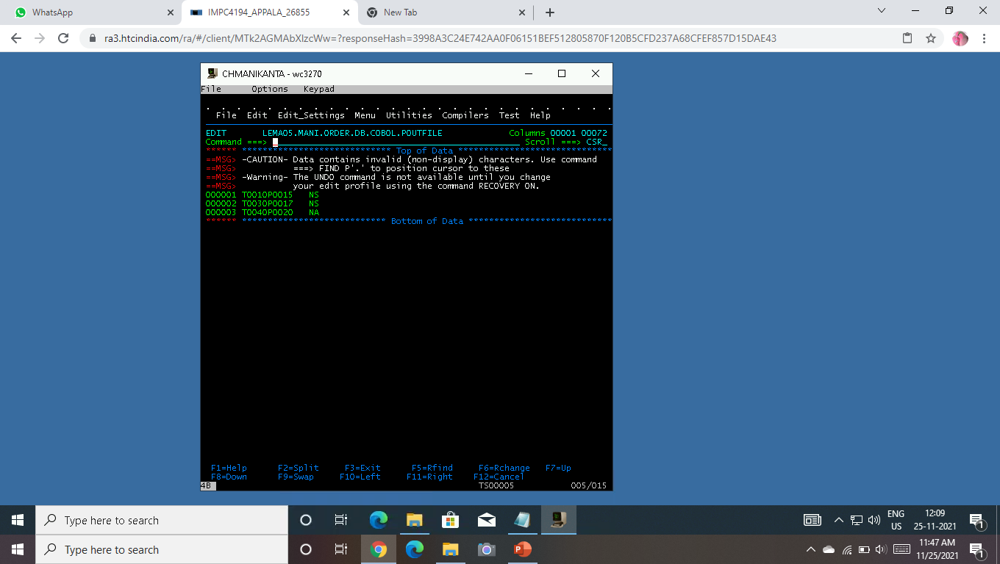 WhatsApp
IMPC4194_APPALA_26855
New Tab
ra3.htcindia.com/ra/#/client/MTk2AGMAbXlzcWw=?responseHash=3998A3C24E742AA0F06151BEF512805870F120B5CFD237A68CFEF857D15DAE43
CHMANIKANTA - wc3270
File Options Keypad
. . . . . . . . . . . . . . . . . . . . . . . . . . .
File Edit Edit_Settings Menu Utilities Compilers Test Help
EDIT LEMA05.MANI.ORDER.DB.COBOL.POUTFILE Columns 00001 00072
Command ===> Scroll ===> CSR_
****** ***************************** Top of Data ******************************
==MSG> -CAUTION- Data contains invalid (non-display) characters. Use command
==MSG> ===> FIND P'.' to position cursor to these
==MSG> -Warning- The UNDO command is not available until you change
==MSG> your edit profile using the command RECOVERY ON.
000001 T0010P0015 NS
000002 T0030P0017 NS
000003 T0040P0020 NA
****** **************************** Bottom of Data ****************************
F1=Help F2=Split F3=Exit F5=Rfind F6=Rchange F7=Up
F8=Down F9=Swap F10=Left F11=Right F12=Cancel
4B TS00005 005/015
Type here to search
ENG
US
12:09
25-11-2021
1
Type here to search
11:47 AM
11/25/2021
1